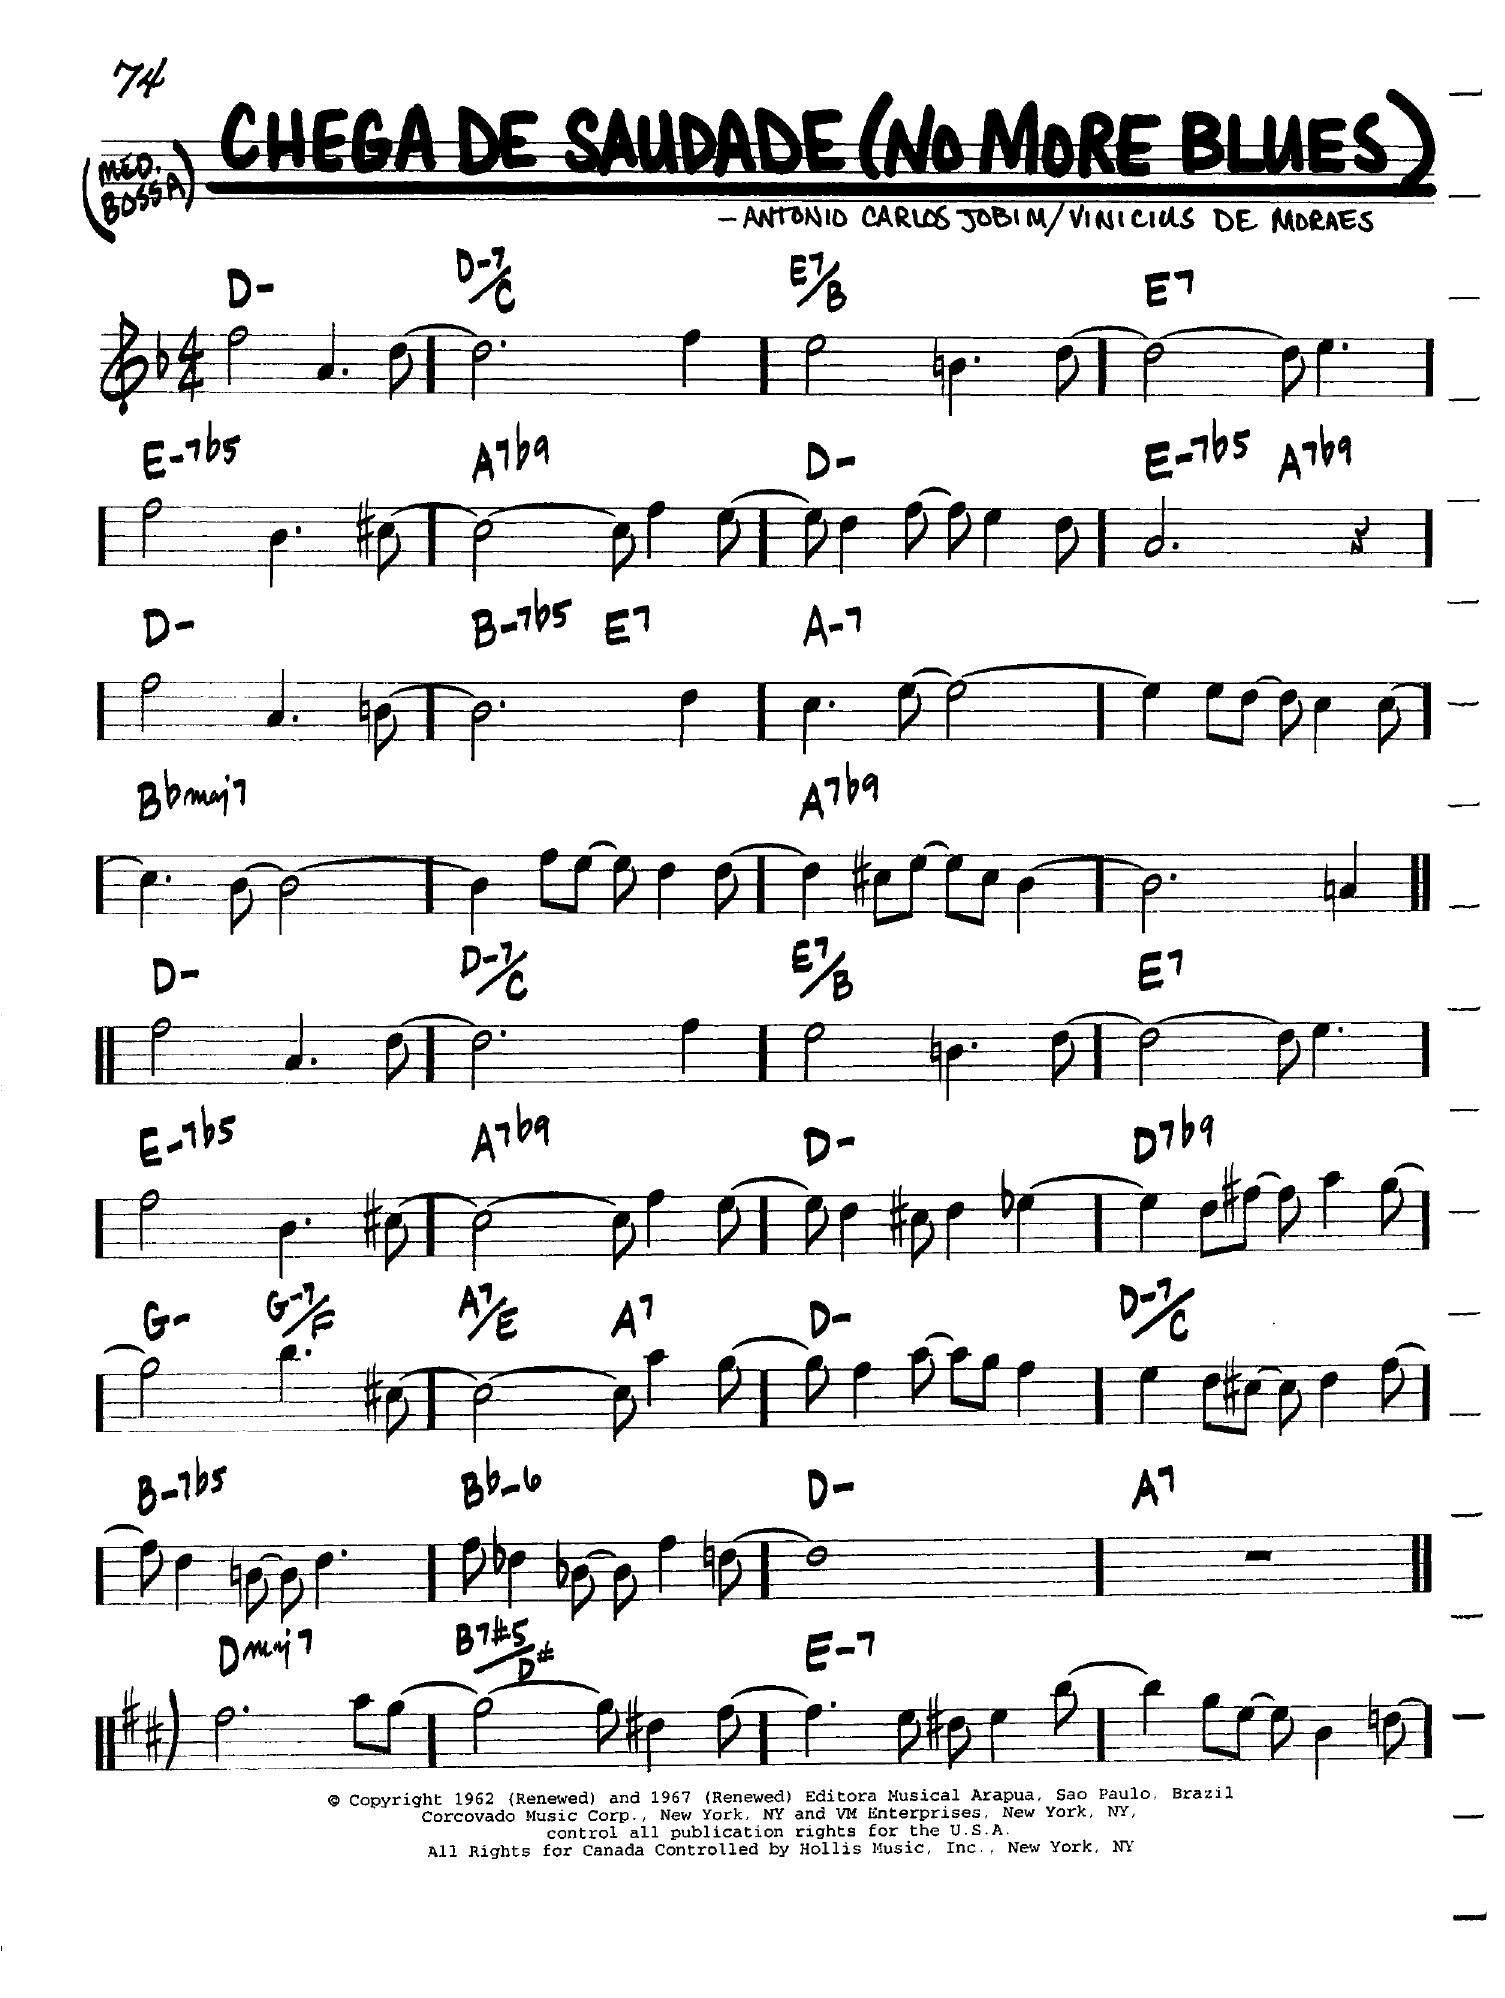 74
CHEGA DE SAUDADE (NO MORE BLUES)
(MED. BOSSA)
– ANTONIO CARLOS JOBIM/VINICIUS DE MORAES
D- D-7/C E7/B E7
4/4
E-7b5 A7b9 D- E-7b5 A7b9
D- B-7b5 E7 A-7
Bbmaj7 A7b9
D- D-7/C E7/B E7
E-7b5 A7b9 D- D7b9
G- G-7/F A7/E A7 D- D-7/C
B-7b5 Bb-6 D- A7
Dmaj7 B7#5/D# E-7
© Copyright 1962 (Renewed) and 1967 (Renewed) Editora Musical Arapua, Sao Paulo, Brazil
Corcovado Music Corp., New York, NY and VM Enterprises, New York, NY,
control all publication rights for the U.S.A.
All Rights for Canada Controlled by Hollis Music, Inc., New York, NY